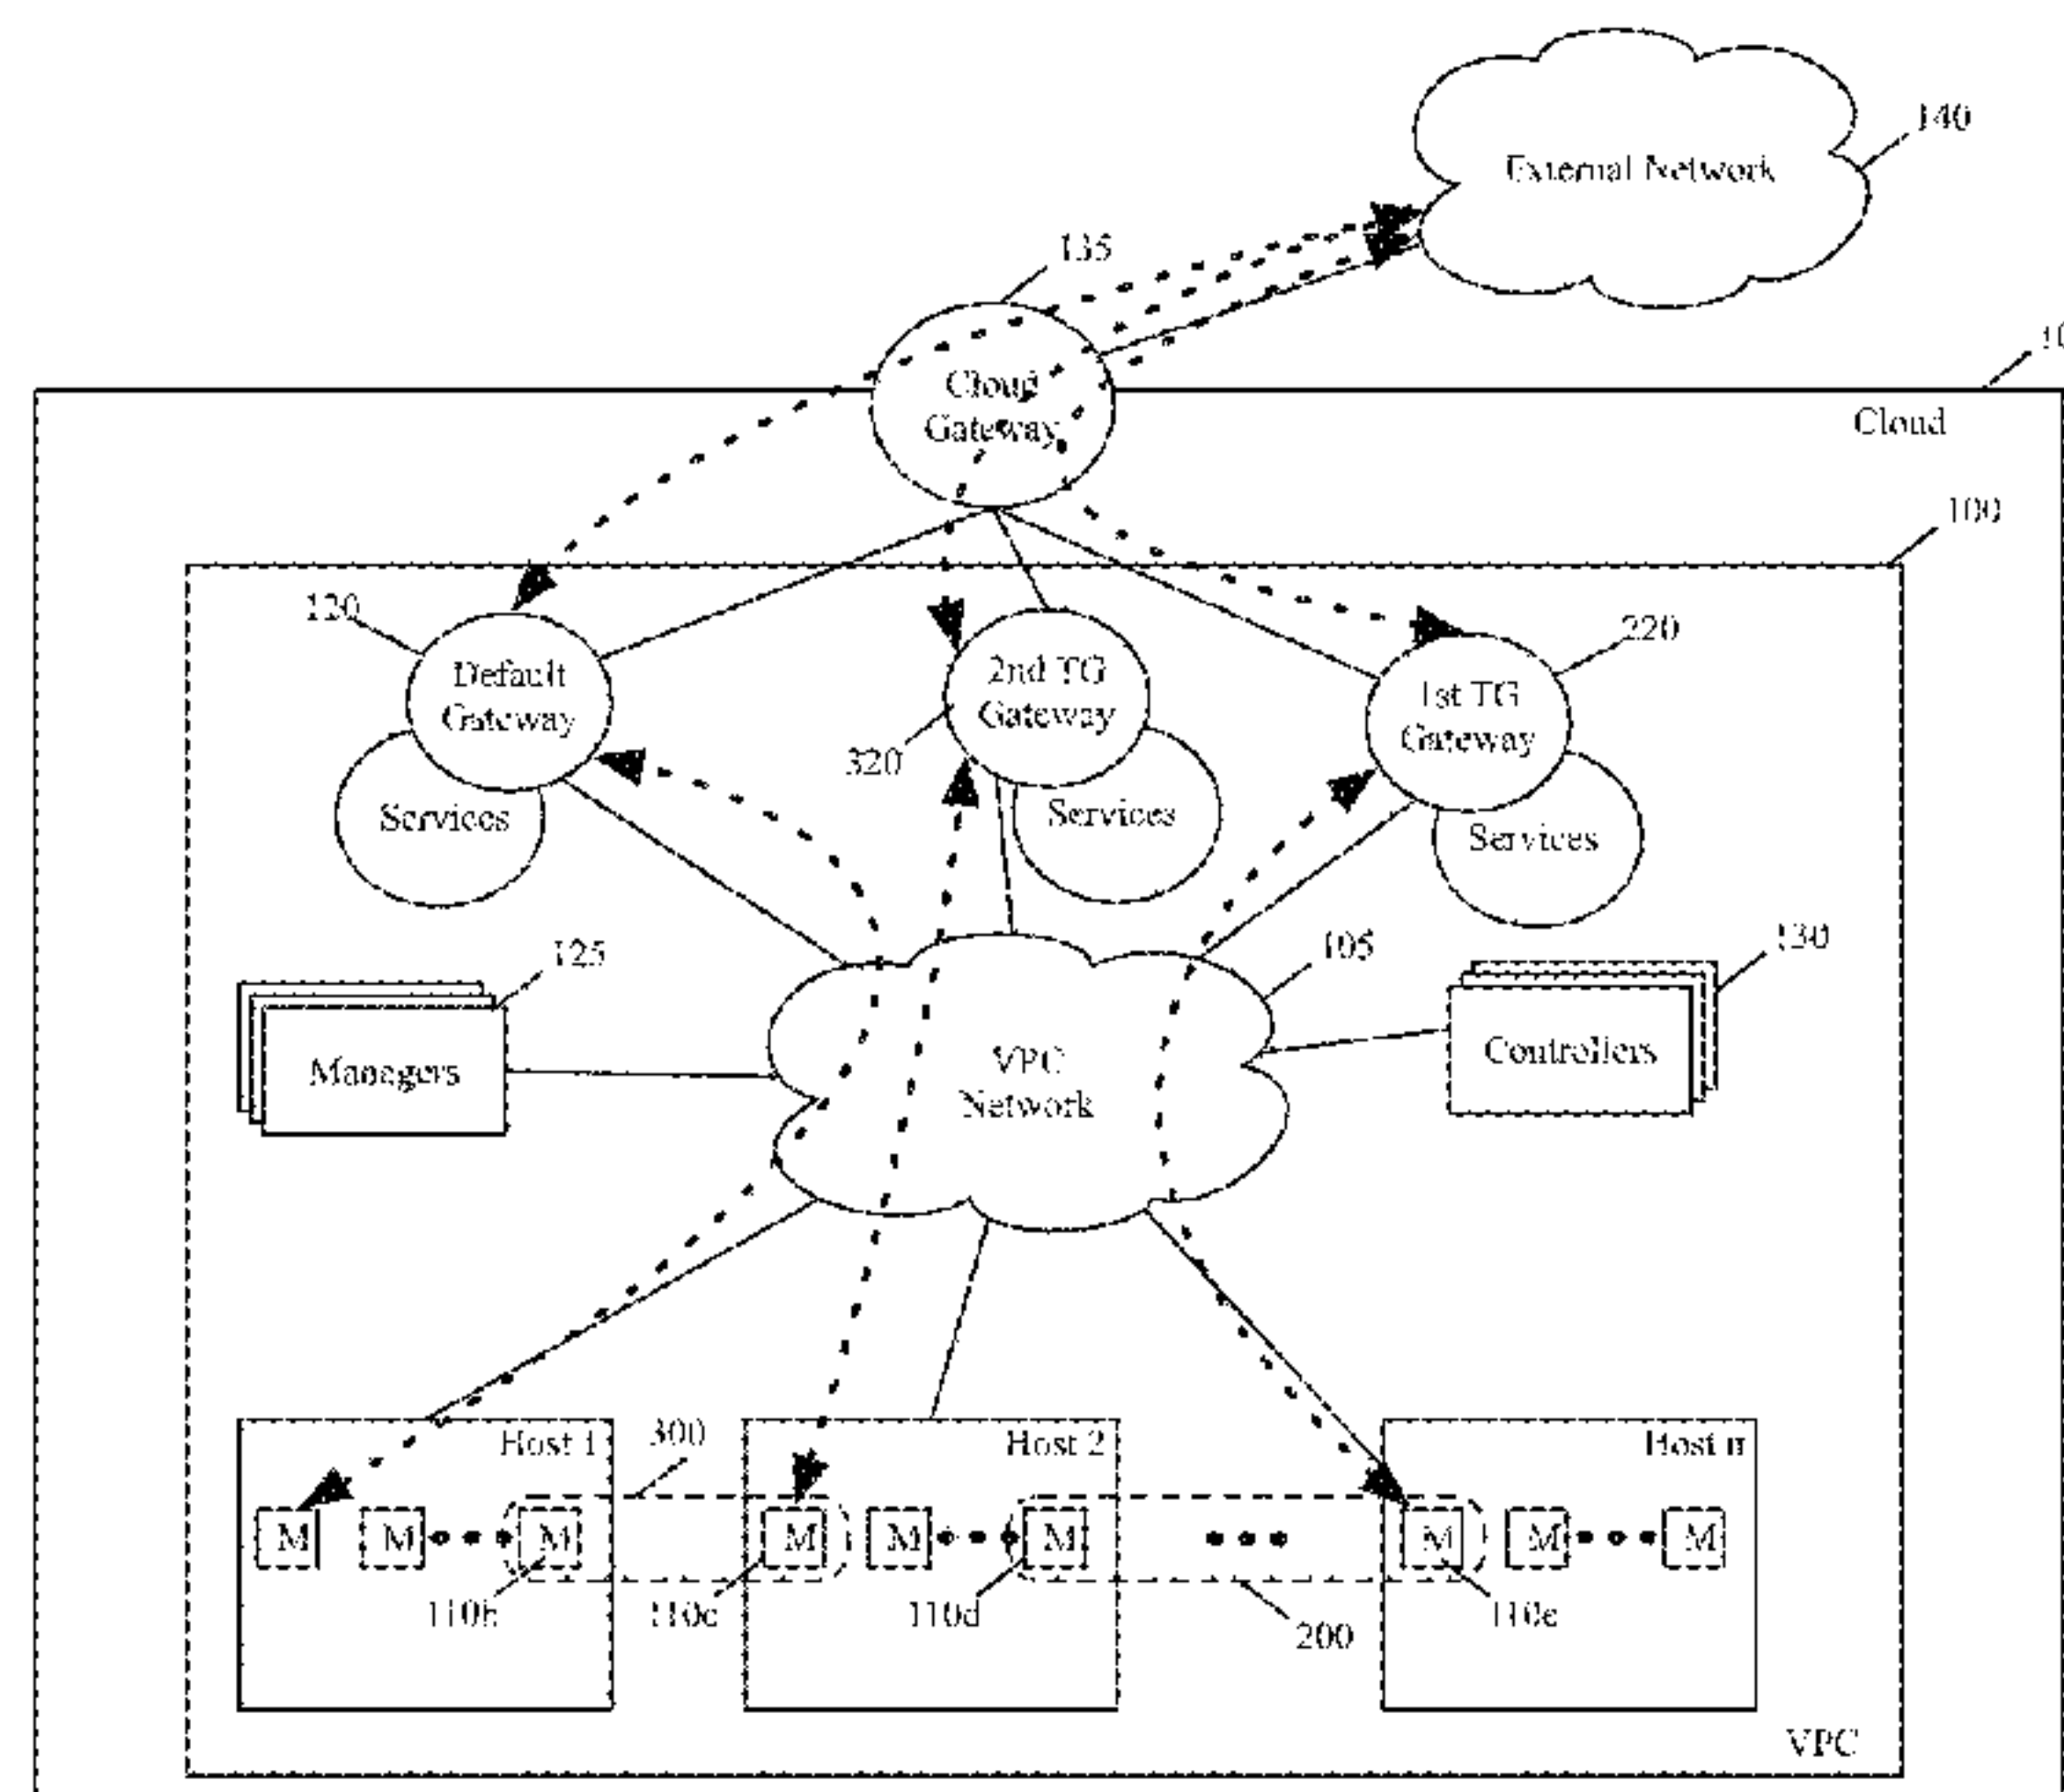 140
External Network
135
10
Cloud
Gateway
Cloud
100
120
220
Default
Gateway
2nd TG
Gateway
1st TG
Gateway
320
Services
Services
Services
125
105
130
Managers
VPC
Network
Controllers
Host 1
300
Host 2
Host n
M
M
M
M
M
M
M
M
M
110b
110c
110d
200
110e
VPC